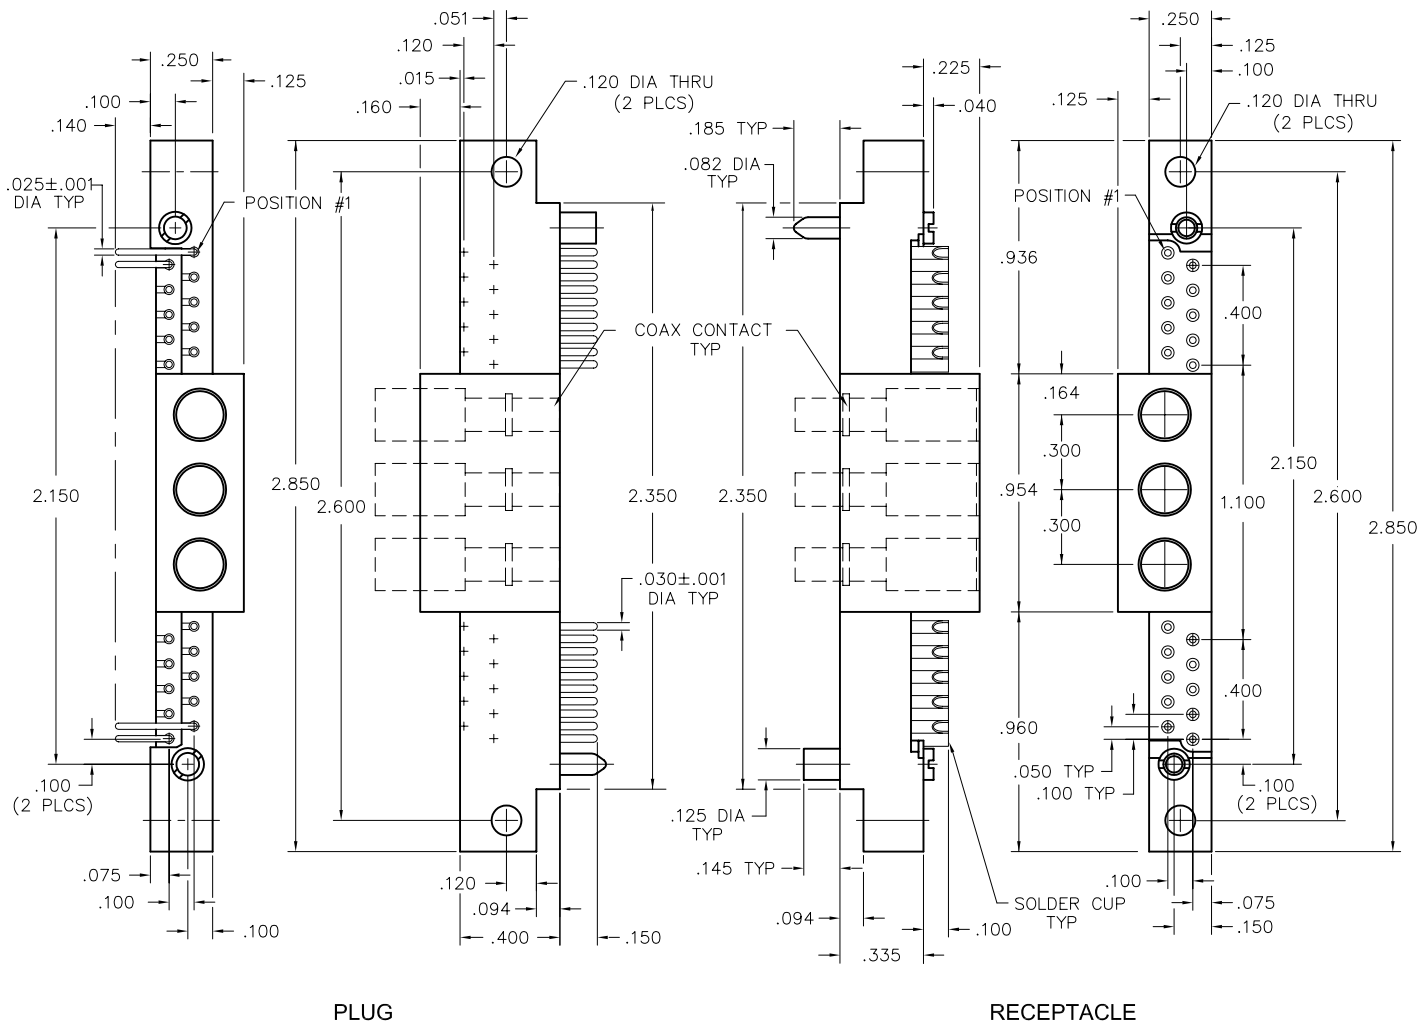 .051
.250
.250
.120
.125
.015
.120 DIA THRU
(2 PLCS)
.225
.100
.125
.100
.160
.040
.125
.120 DIA THRU
(2 PLCS)
.140
.185 TYP
.082 DIA
TYP
.025±.001
DIA TYP
POSITION #1
POSITION #1
.936
.400
COAX CONTACT
TYP
.164
.300
2.150
2.850
2.600
2.350
2.350
.954
.300
1.100
2.150
2.600
2.850
.030±.001
DIA TYP
.400
.960
.050 TYP
.100 TYP
.100
(2 PLCS)
.100
(2 PLCS)
.125 DIA
TYP
.145 TYP
.075
.100
.100
.120
.094
.400
.150
.094
.335
.100
SOLDER CUP
TYP
.100
.075
.150
PLUG
RECEPTACLE